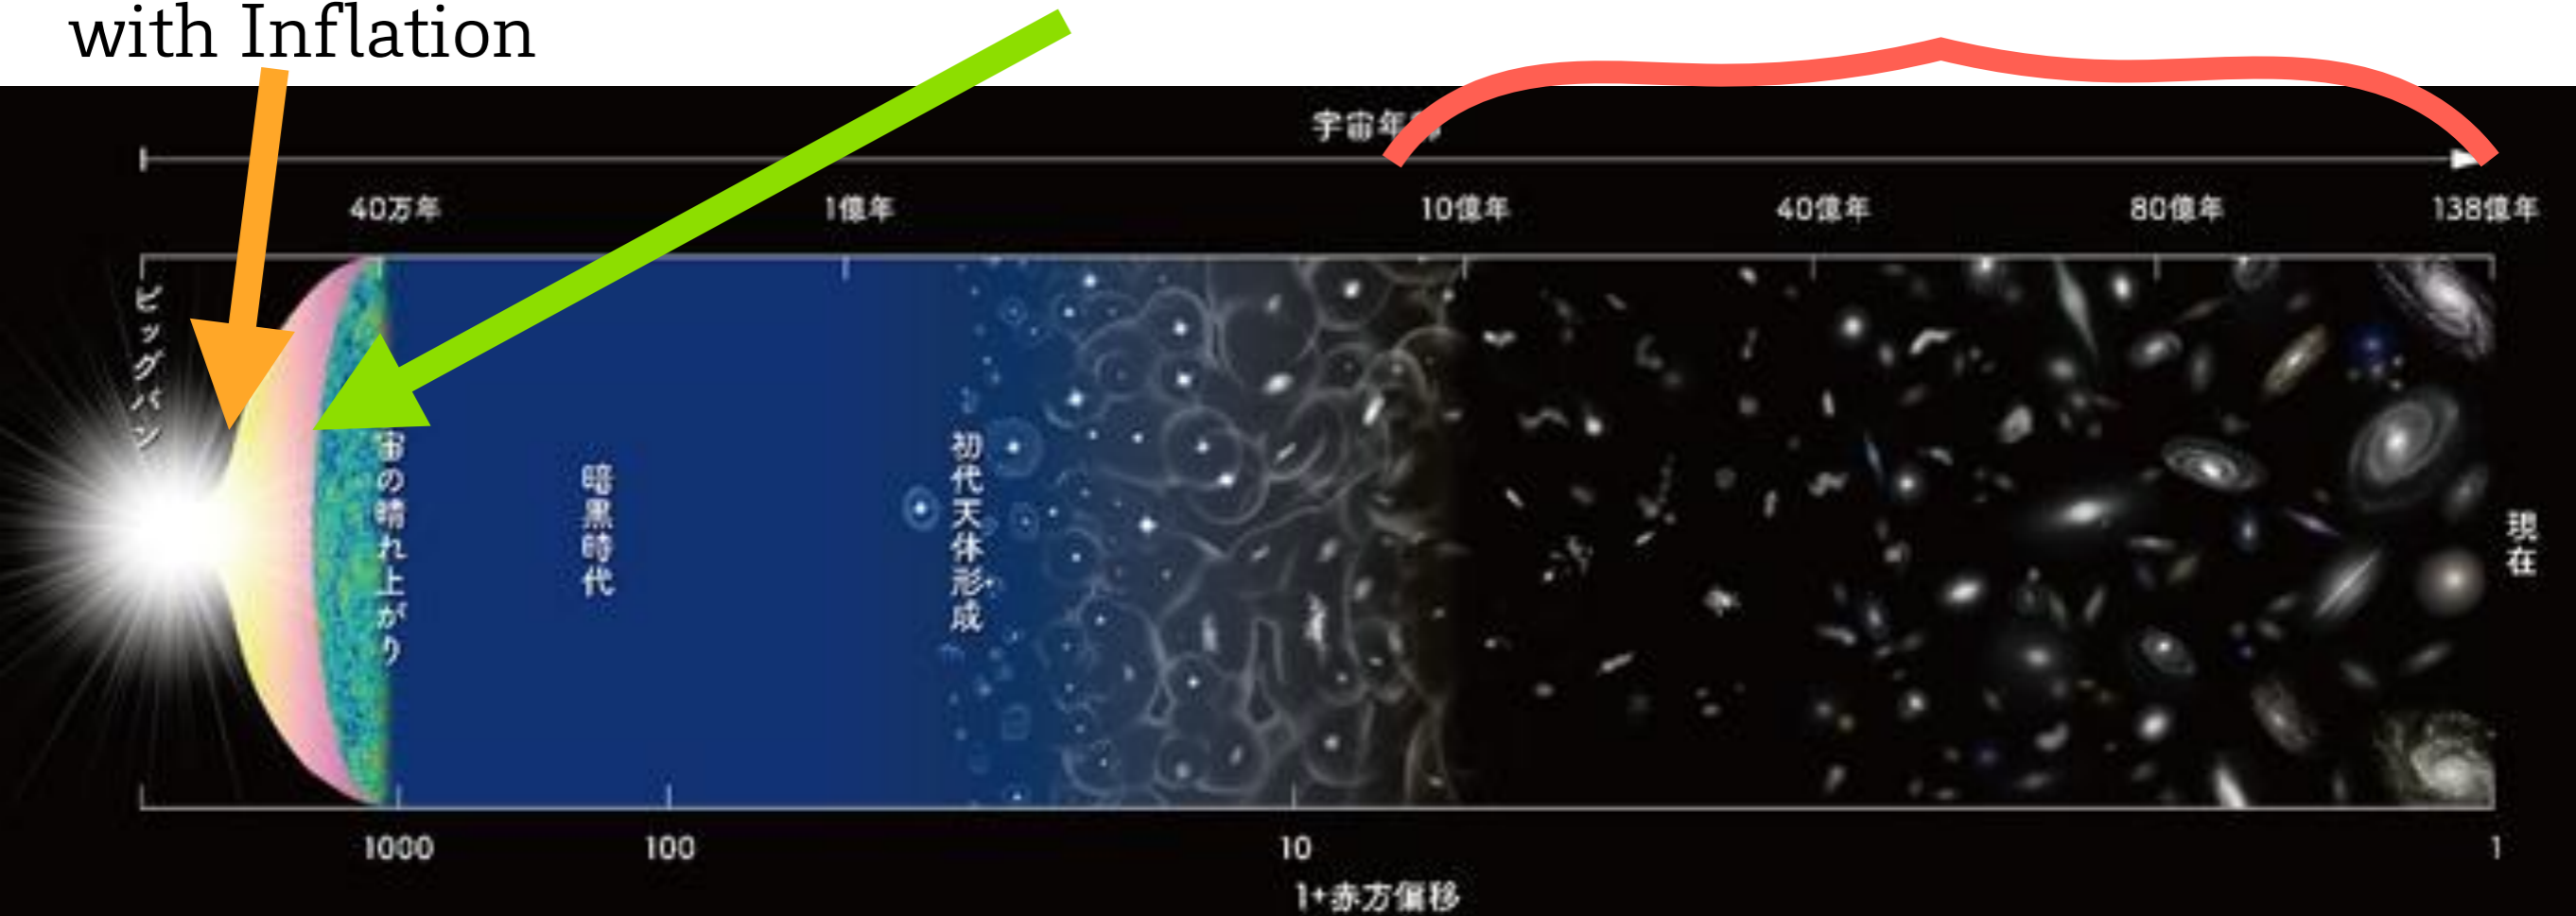 with Inflation
宇宙年
40万年
1億年
10億年
40億年
80億年
138億年
ビッグバン
宙の晴れ上がり
暗黒時代
初代天体形成
現在
1000
100
10
1
1+赤方偏移